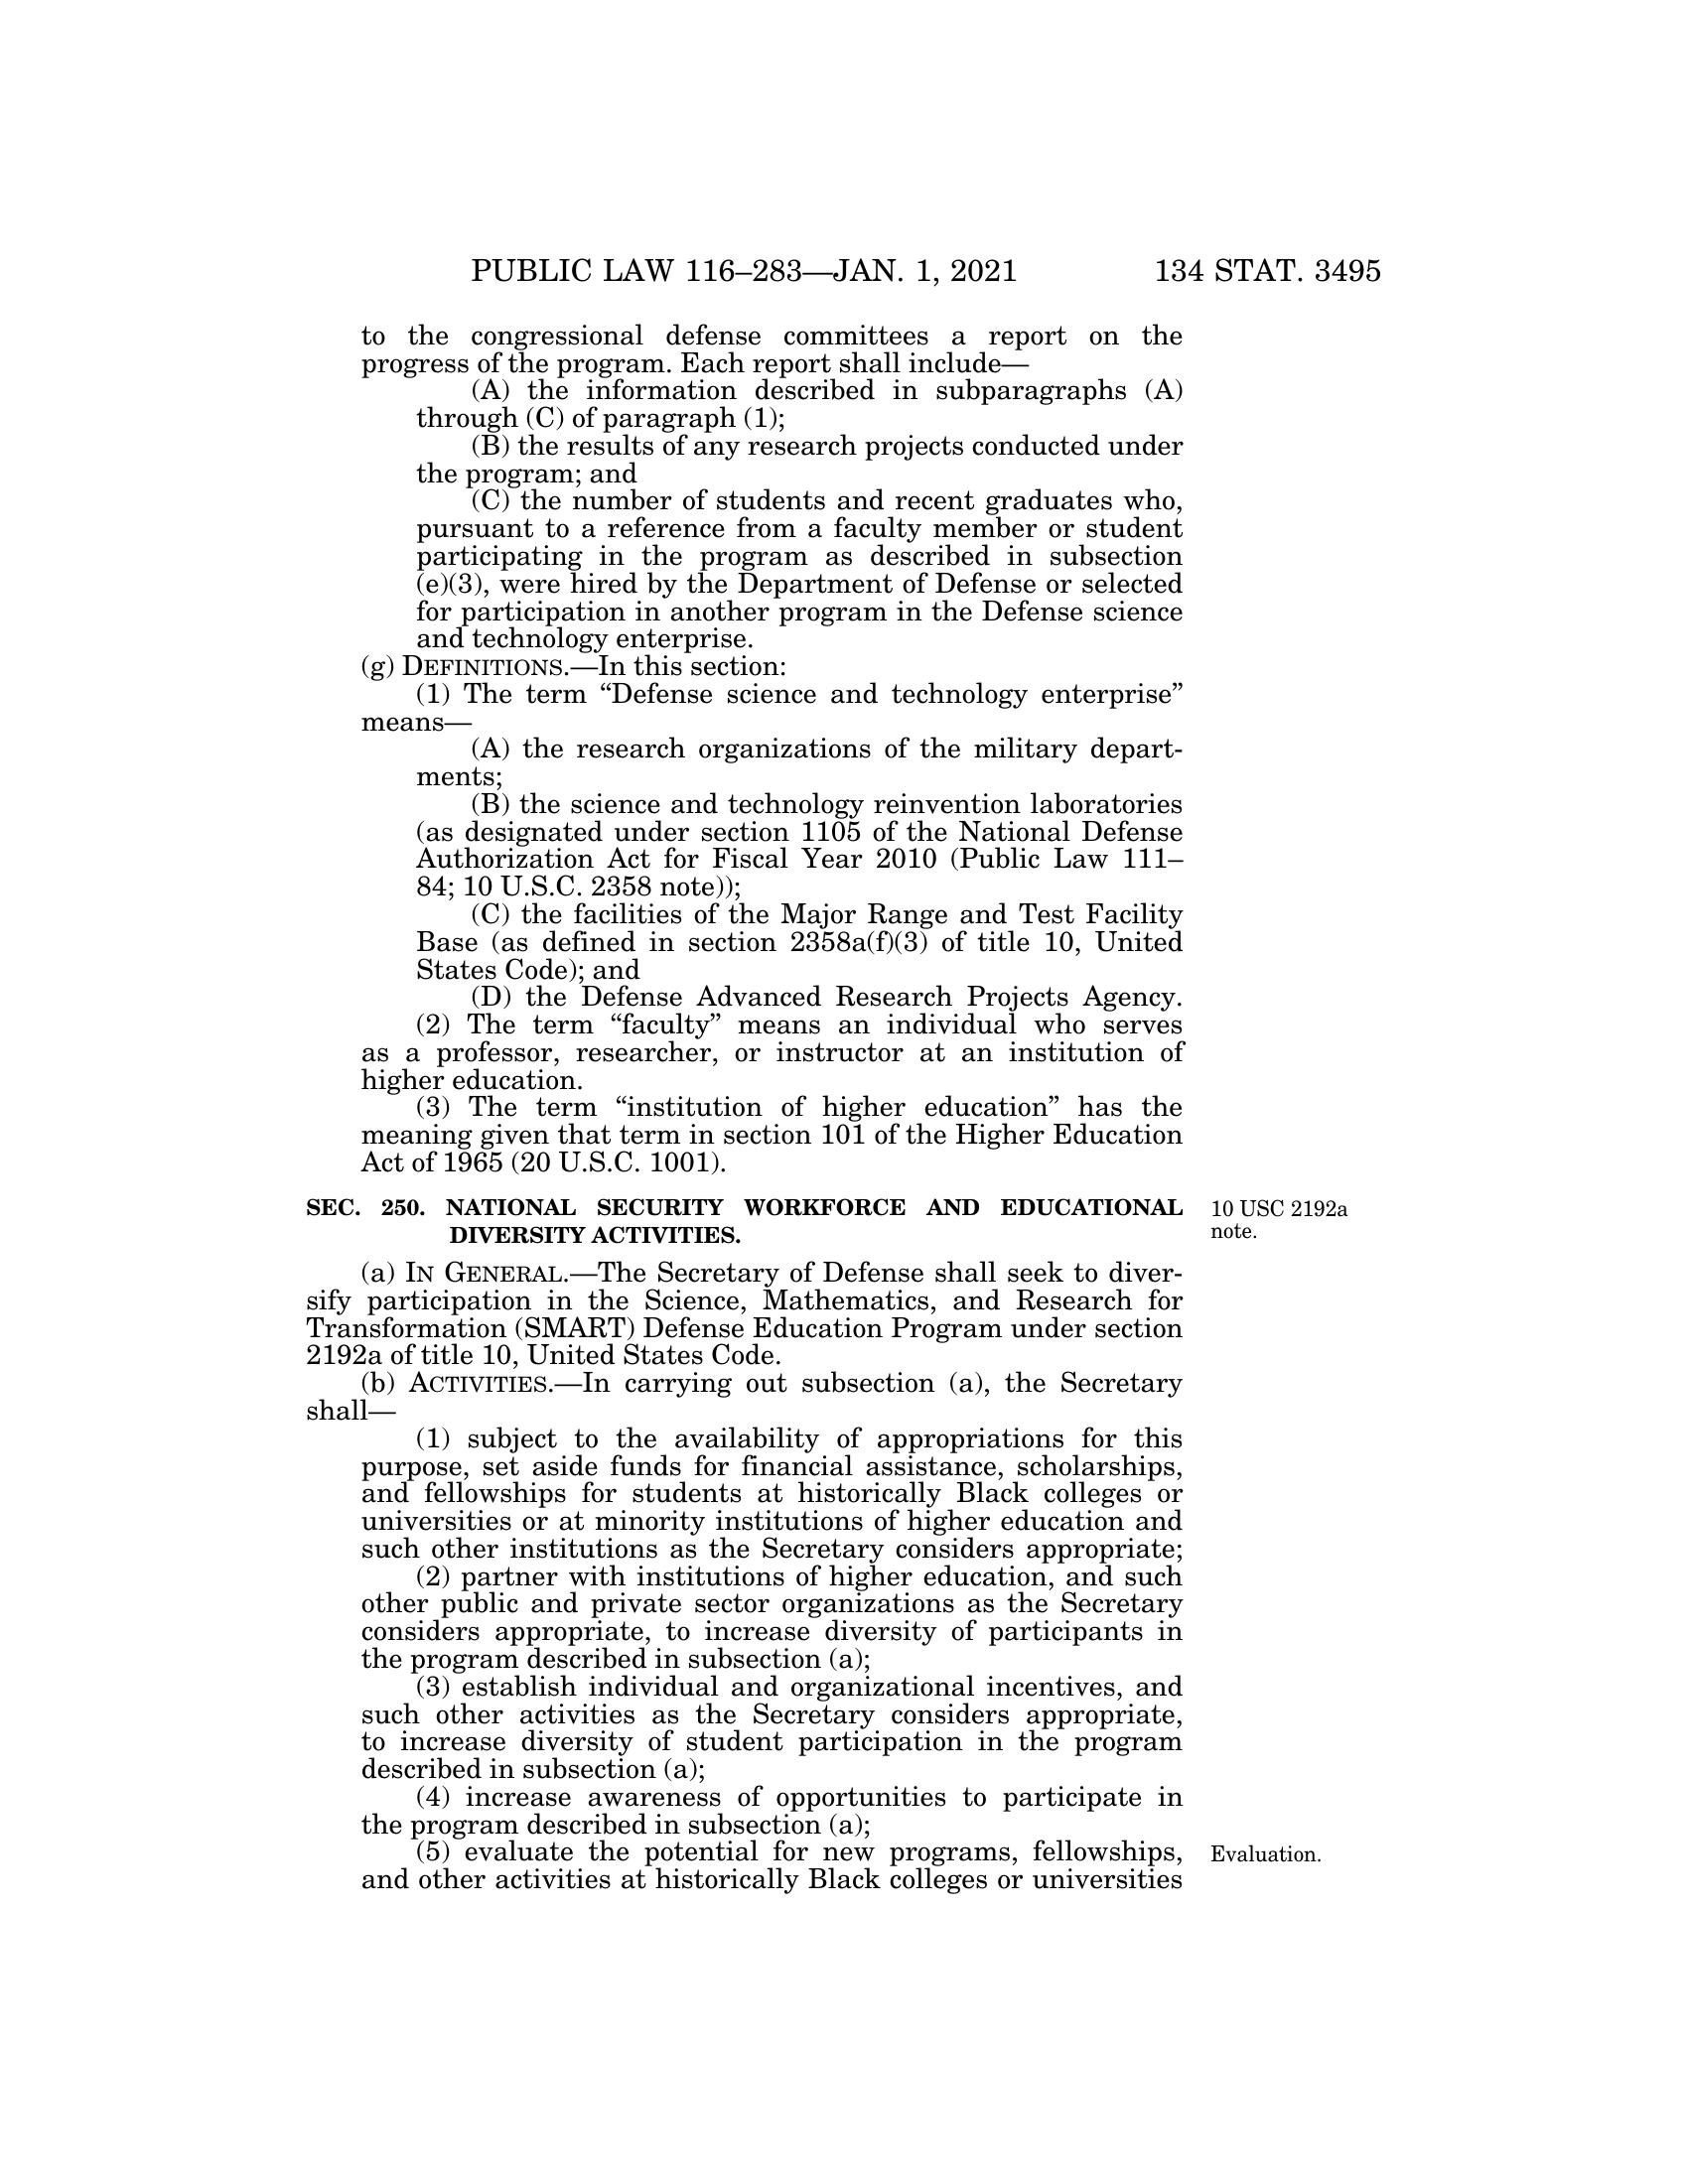 PUBLIC LAW 116–283—JAN. 1, 2021 134 STAT. 3495
to the congressional defense committees a report on the
progress of the program. Each report shall include—
(A) the information described in subparagraphs (A)
through (C) of paragraph (1);
(B) the results of any research projects conducted under
the program; and
(C) the number of students and recent graduates who,
pursuant to a reference from a faculty member or student
participating in the program as described in subsection
(e)(3), were hired by the Department of Defense or selected
for participation in another program in the Defense science
and technology enterprise.
(g) DEFINITIONS.—In this section:
(1) The term “Defense science and technology enterprise”
means—
(A) the research organizations of the military depart-
ments;
(B) the science and technology reinvention laboratories
(as designated under section 1105 of the National Defense
Authorization Act for Fiscal Year 2010 (Public Law 111–
84; 10 U.S.C. 2358 note));
(C) the facilities of the Major Range and Test Facility
Base (as defined in section 2358a(f)(3) of title 10, United
States Code); and
(D) the Defense Advanced Research Projects Agency.
(2) The term “faculty” means an individual who serves
as a professor, researcher, or instructor at an institution of
higher education.
(3) The term “institution of higher education” has the
meaning given that term in section 101 of the Higher Education
Act of 1965 (20 U.S.C. 1001).
SEC. 250. NATIONAL SECURITY WORKFORCE AND EDUCATIONAL
DIVERSITY ACTIVITIES.
10 USC 2192a
note.
(a) IN GENERAL.—The Secretary of Defense shall seek to diver-
sify participation in the Science, Mathematics, and Research for
Transformation (SMART) Defense Education Program under section
2192a of title 10, United States Code.
(b) ACTIVITIES.—In carrying out subsection (a), the Secretary
shall—
(1) subject to the availability of appropriations for this
purpose, set aside funds for financial assistance, scholarships,
and fellowships for students at historically Black colleges or
universities or at minority institutions of higher education and
such other institutions as the Secretary considers appropriate;
(2) partner with institutions of higher education, and such
other public and private sector organizations as the Secretary
considers appropriate, to increase diversity of participants in
the program described in subsection (a);
(3) establish individual and organizational incentives, and
such other activities as the Secretary considers appropriate,
to increase diversity of student participation in the program
described in subsection (a);
(4) increase awareness of opportunities to participate in
the program described in subsection (a);
(5) evaluate the potential for new programs, fellowships,
and other activities at historically Black colleges or universities
Evaluation.